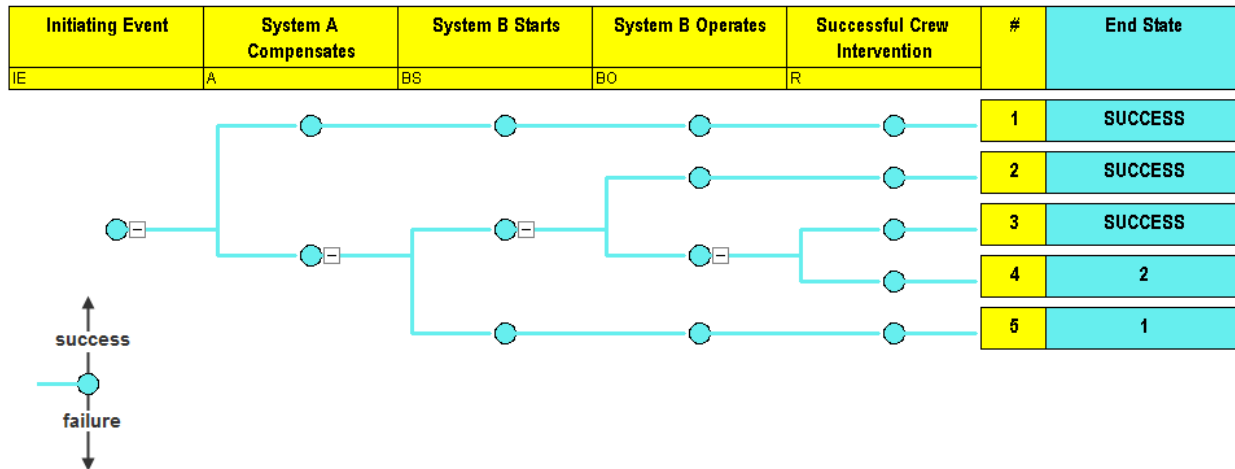 Initiating Event
System A
Compensates
System B Starts
System B Operates
Successful Crew
Intervention
#
End State
IE
A
BS
BO
R
1
SUCCESS
2
SUCCESS
3
SUCCESS
4
2
5
1
success
failure